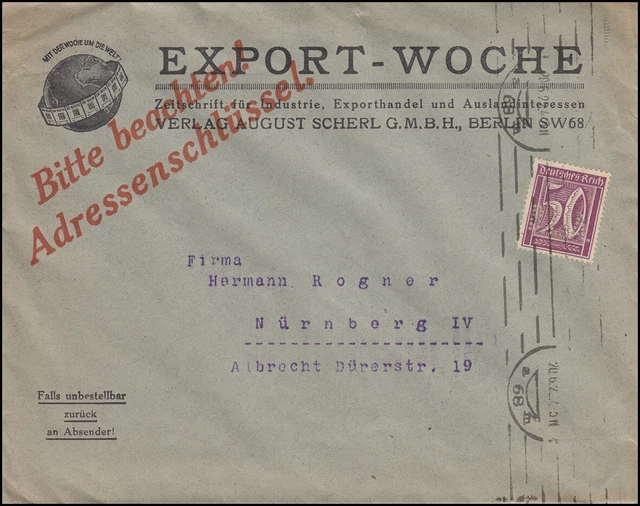 MIT DER WOCHE UM DIE WELT
EXPORT-WOCHE
Zeitschrift für Industrie, Exporthandel und Auslandinteressen
VERLAG AUGUST SCHERL G.M.B.H., BERLIN SW68
Bitte beachten!
Adressenschlüssel.
Deutsches Reich
50
Firma
Hermann Rogner
Nürnberg IV
Albrecht Dürerstr. 19
Falls unbestellbar
zurück
an Absender!
68
68